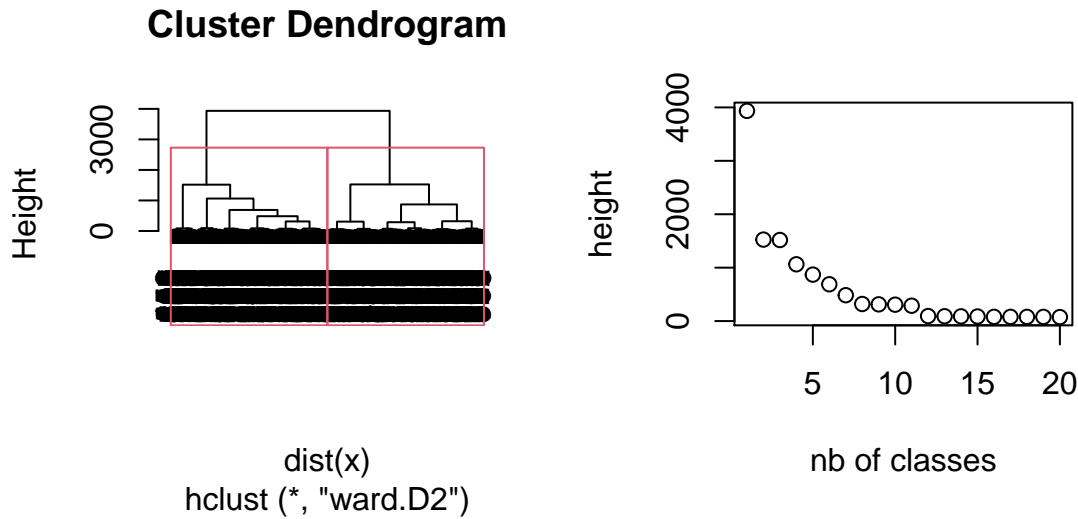 Cluster Dendrogram
Height
3000
0
dist(x)
hclust (*, "ward.D2")
height
4000
2000
0
5 10 15 20
nb of classes